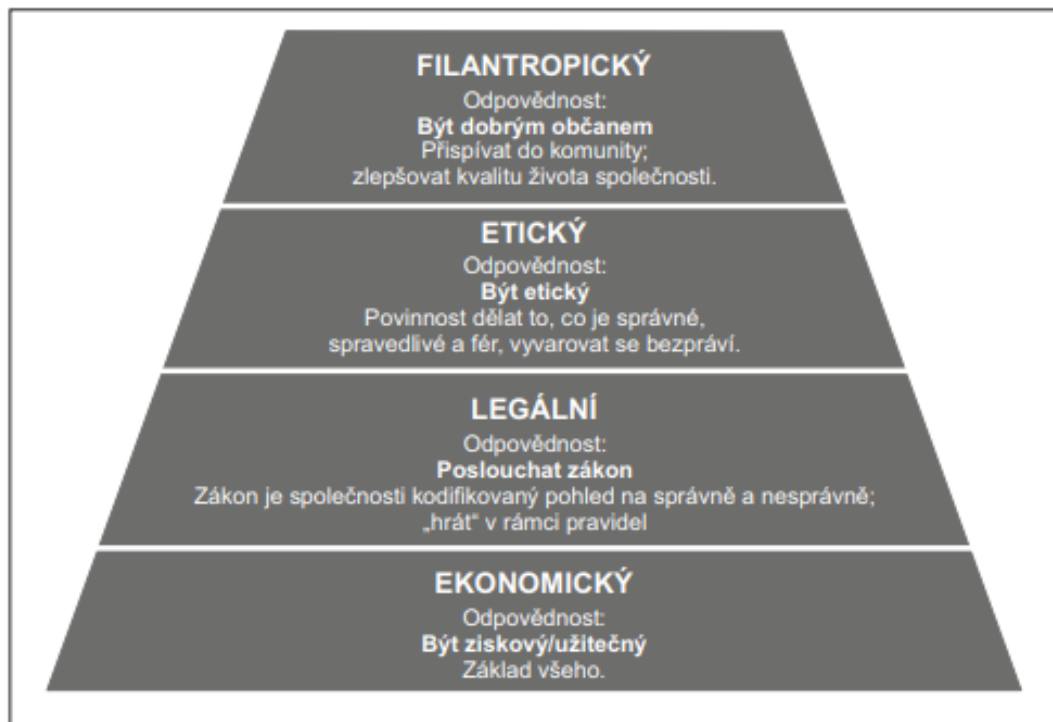 FILANTROPICKÝ
Odpovědnost:
Být dobrým občanem
Přispívat do komunity;
zlepšovat kvalitu života společnosti.
ETICKÝ
Odpovědnost:
Být etický
Povinnost dělat to, co je správné,
spravedlivé a fér, vyvarovat se bezpráví.
LEGÁLNÍ
Odpovědnost:
Poslouchat zákon
Zákon je společnosti kodifikovaný pohled na správně a nesprávně;
„hrát“ v rámci pravidel
EKONOMICKÝ
Odpovědnost:
Být ziskový/užitečný
Základ všeho.